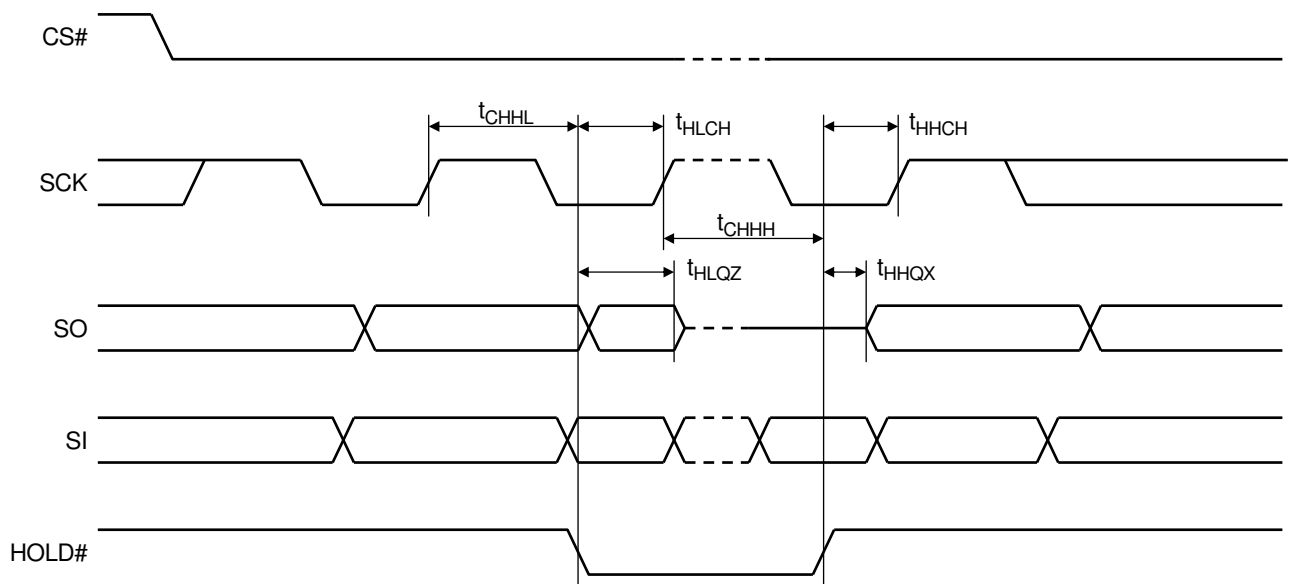 CS#
tCHHL
tHLCH
tHHCH
SCK
tCHHH
tHLQZ
tHHQX
SO
SI
HOLD#